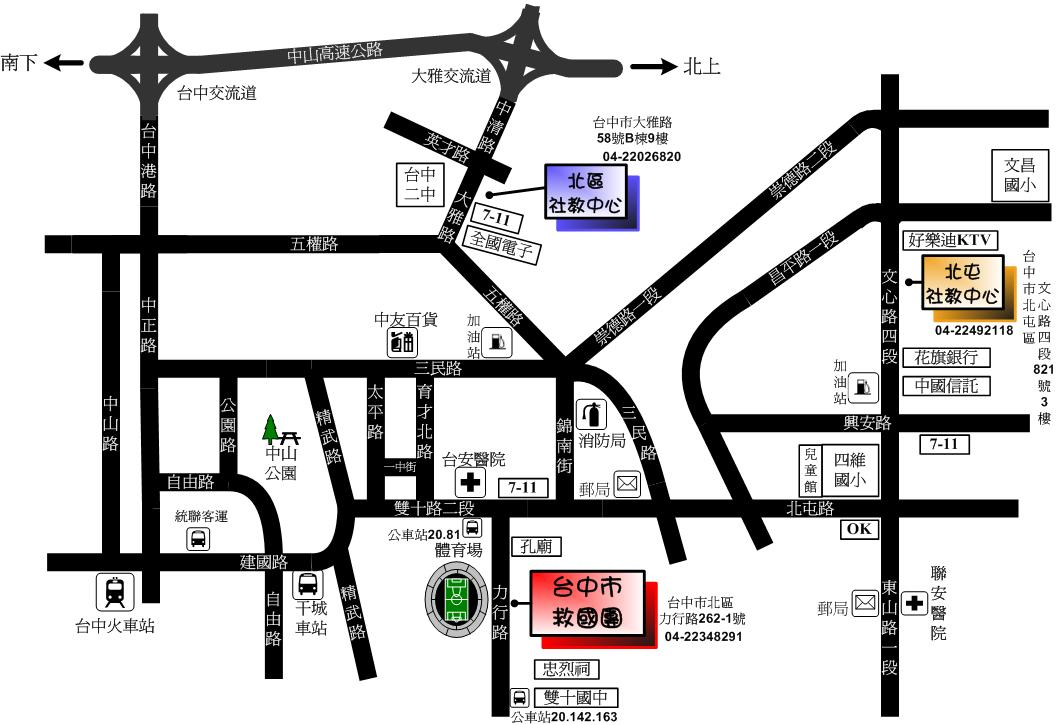 南下
中山高速公路
大雅交流道
北上
台中交流道
台中港路
中清路
英才路
台中
二中
台中市大雅路
58號B棟9樓
04-22026820
北區
社教中心
大雅路
7-11
全國電子
五權路
五權路
崇德路二段
崇德路一段
昌平路一段
文昌
國小
好樂迪KTV
北屯
社教中心
04-22492118
台中市北屯區
文心路四段821號3樓
文心路四段
花旗銀行
中國信託
加油站
興安路
7-11
中正路
中友百貨
加油站
三民路
中山路
公園路
中山
公園
精武路
太平路
育才北路
一中街
台安醫院
錦南街
消防局
三民路
郵局
7-11
兒童館
四維
國小
自由路
雙十路二段
北屯路
統聯客運
公車站20.81
體育場
孔廟
OK
建國路
台中火車站
自由路
干城
車站
精武路
力行路
台中市
救國團
台中市北區
力行路262-1號
04-22348291
郵局
東山路一段
聯安醫院
忠烈祠
雙十國中
公車站20.142.163